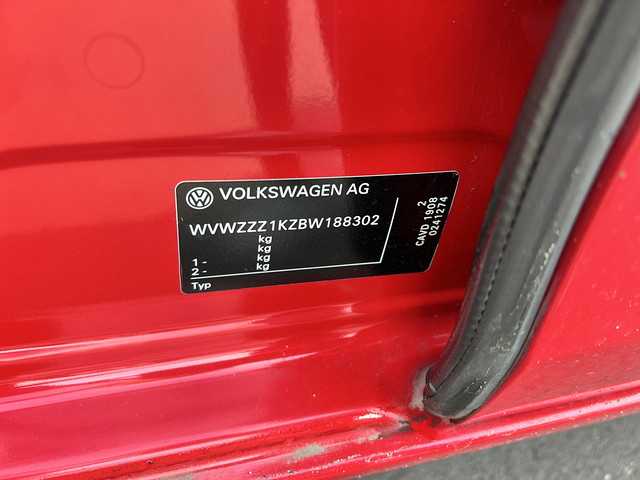 VOLKSWAGEN AG
WVWZZZ1KZBW188302
kg
kg
1 - kg
2 - kg
Typ
2
CAVD 1908
0241274